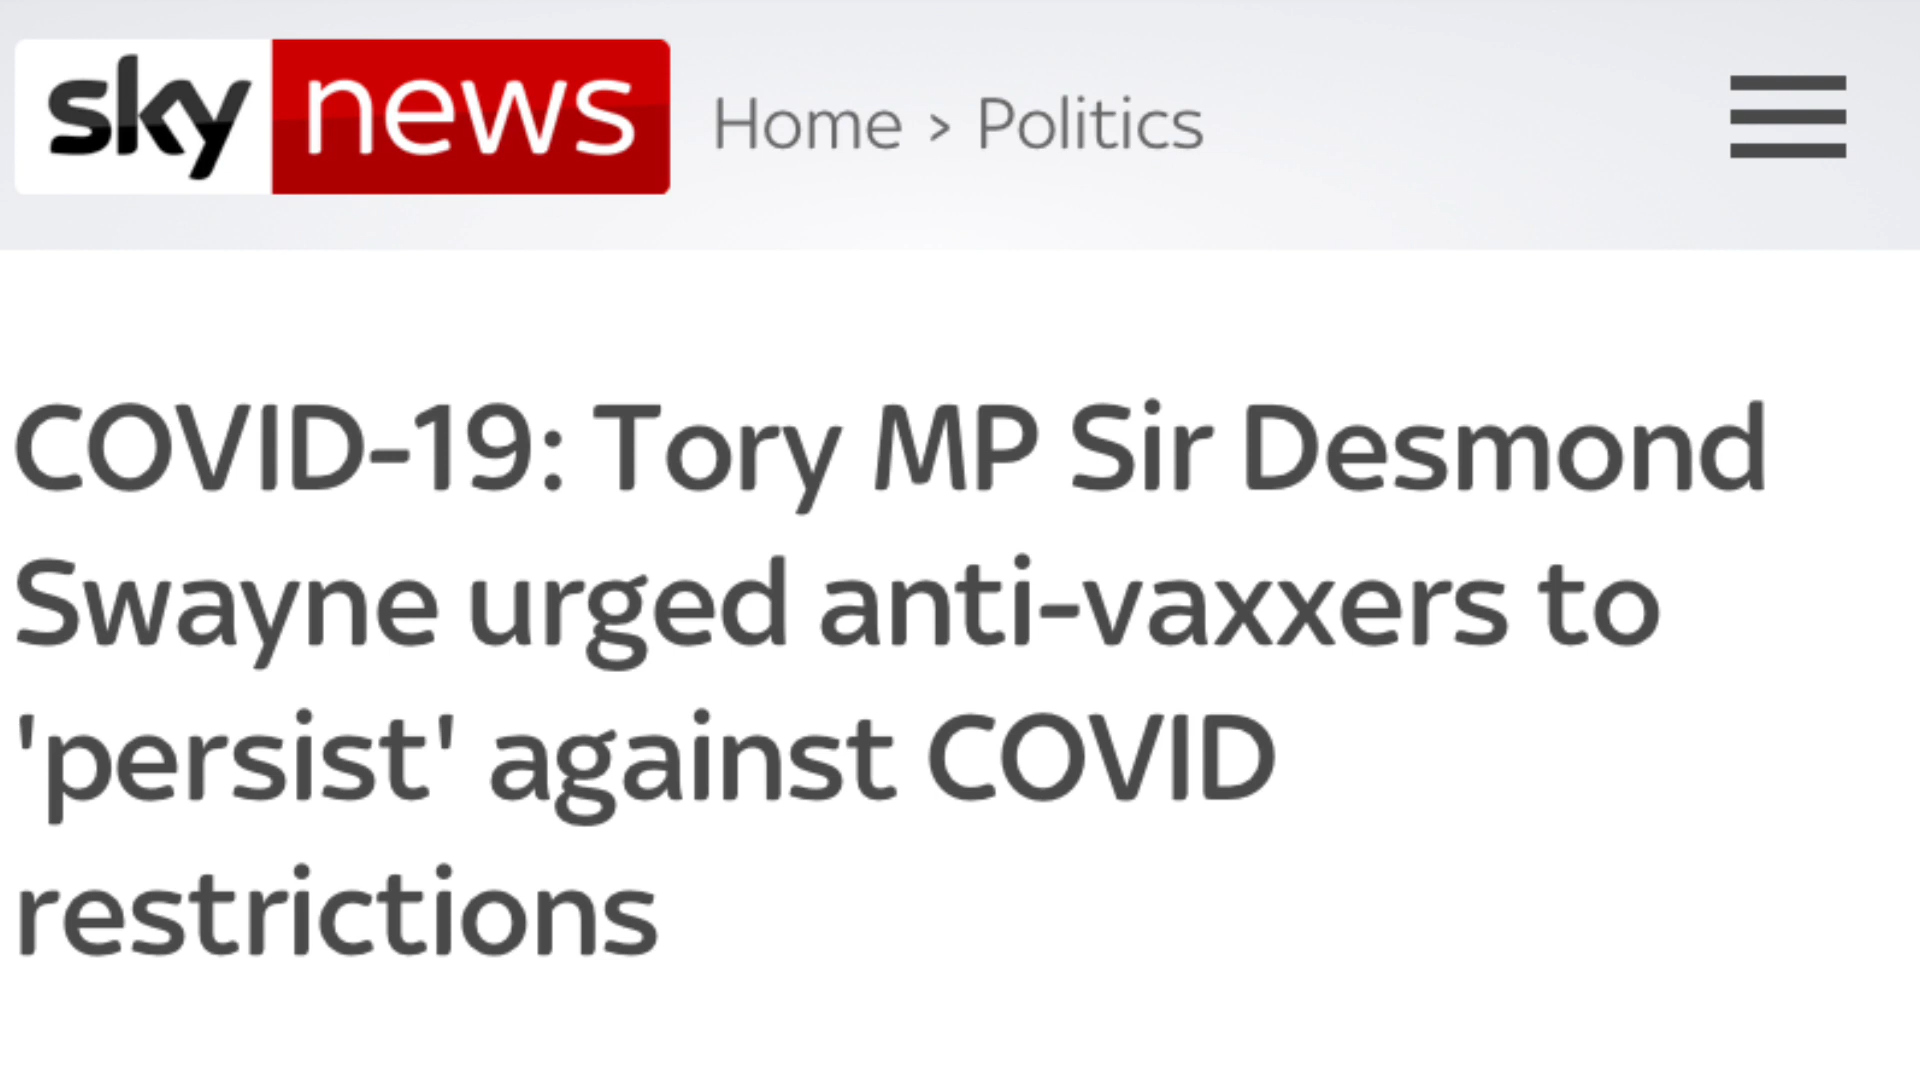 sky news Home > Politics
COVID-19: Tory MP Sir Desmond
Swayne urged anti-vaxxers to
'persist' against COVID
restrictions